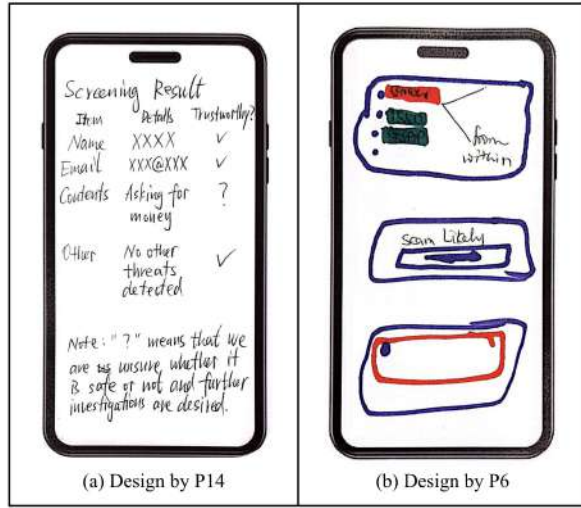 Screening Result
Item Details Trustworthy?
Name XXXX ✓
Email XXX@XXX ✓
Contents Asking for money ?
Other No other threats detected ✓
Note: "?" means that we
are unsure whether it
is safe or not and further
investigations are desired.
(a) Design by P14
from
within
scam Likely
(b) Design by P6